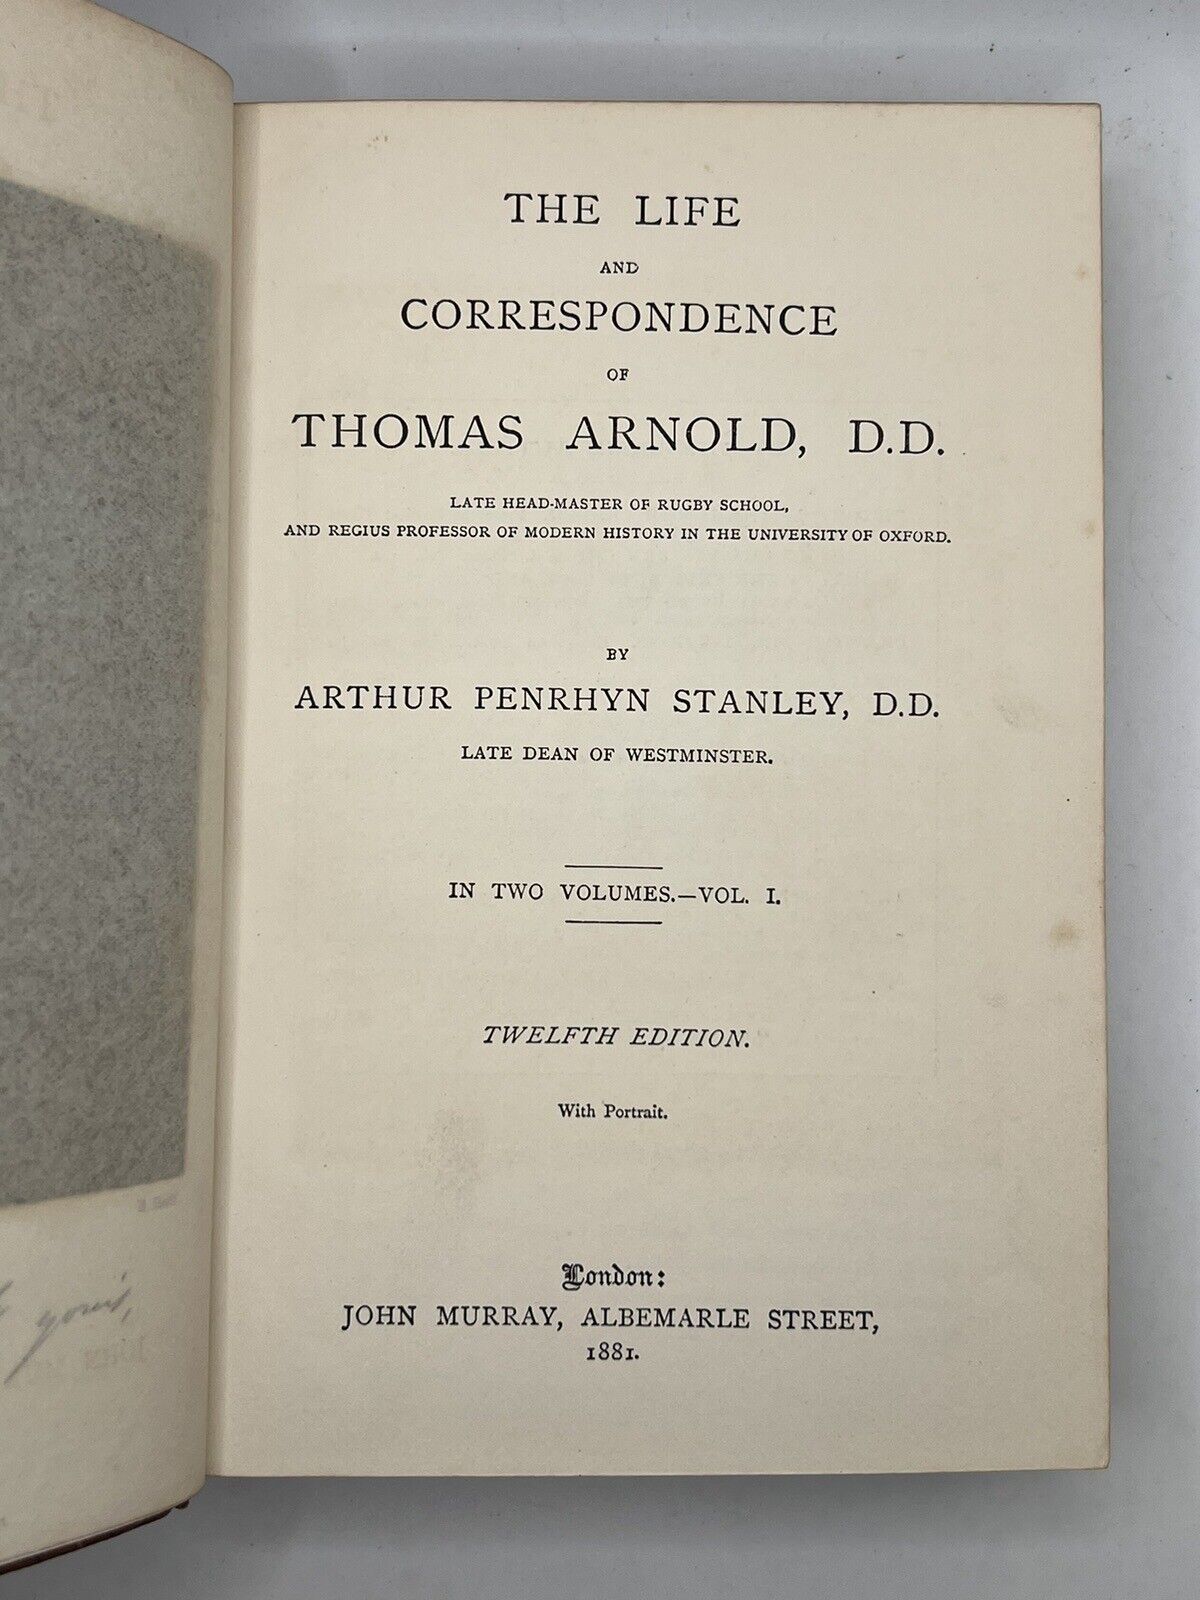 THE LIFE
AND
CORRESPONDENCE
OF
THOMAS ARNOLD, D.D.
LATE HEAD-MASTER OF RUGBY SCHOOL,
AND REGIUS PROFESSOR OF MODERN HISTORY IN THE UNIVERSITY OF OXFORD.
BY
ARTHUR PENRHYN STANLEY, D.D.
LATE DEAN OF WESTMINSTER.
IN TWO VOLUMES.—VOL. I.
TWELFTH EDITION.
With Portrait.
London:
JOHN MURRAY, ALBEMARLE STREET,
1881.